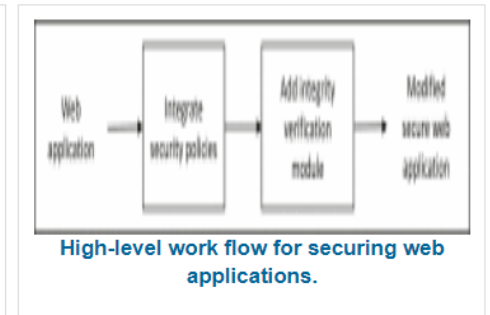 Web
application
Integrate
security policies
Add integrity
verification
module
Modified
secure web
application
High-level work flow for securing web
applications.